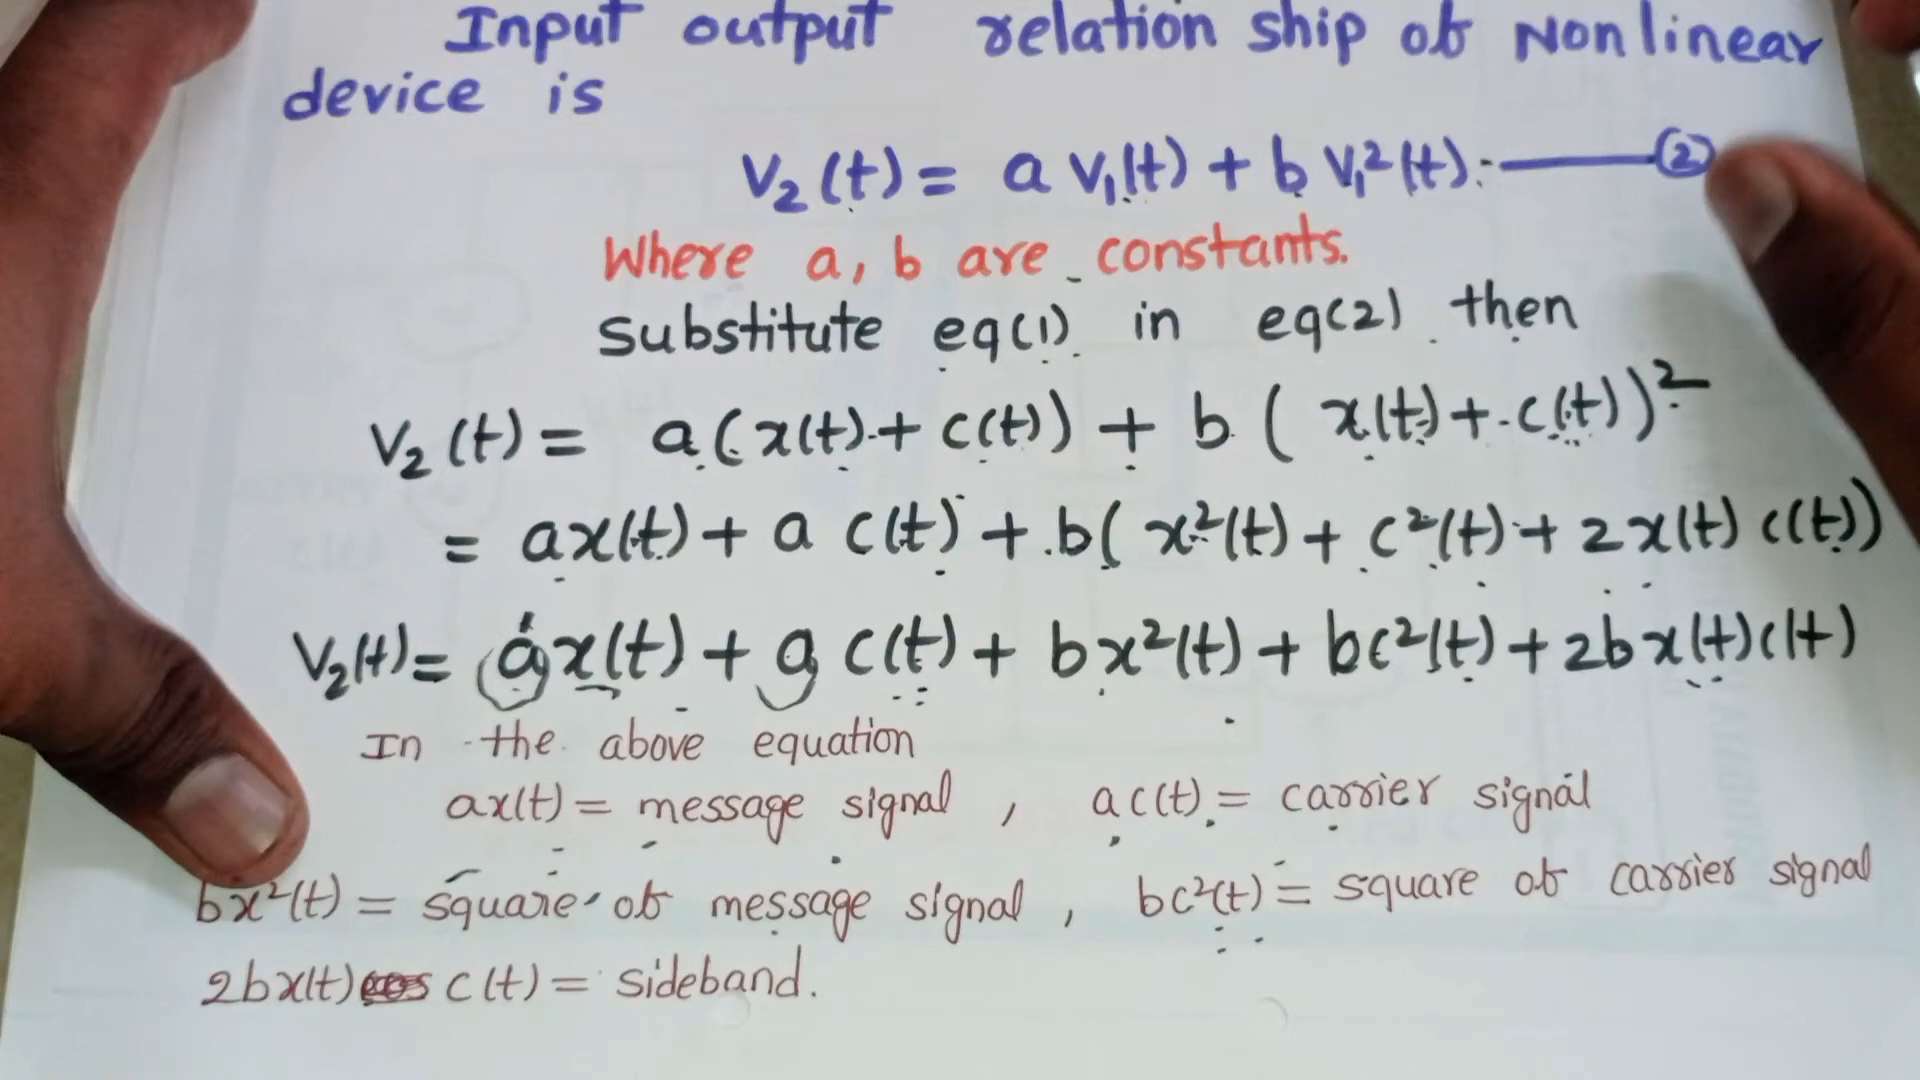 Input output relation ship of Nonlinear
device is
V₂(t) = a V₁(t) + b V₁²(t). — (2)
Where a, b are constants.
substitute eq(1) in eq(2) then
V₂(t) = a(x(t) + c(t)) + b (x(t) + c(t))²
= ax(t) + a c(t) + b(x²(t) + c²(t) + 2x(t) c(t))
V₂(t) = ax(t) + a c(t) + bx²(t) + bc²(t) + 2bx(t)c(t)
In the above equation
ax(t) = message signal , ac(t) = carrier signal
bx²(t) = square of message signal , bc²(t) = square of carrier signal
2bx(t) c(t) = sideband.